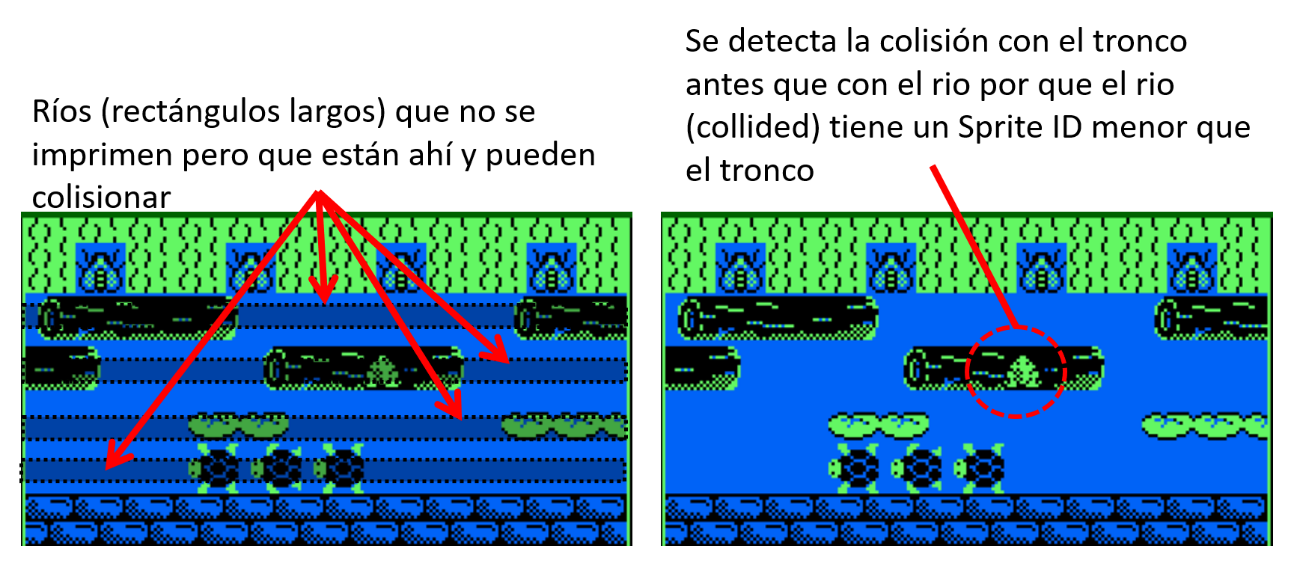 Ríos (rectángulos largos) que no se
imprimen pero que están ahí y pueden
colisionar
Se detecta la colisión con el tronco
antes que con el rio por que el rio
(collided) tiene un Sprite ID menor que
el tronco